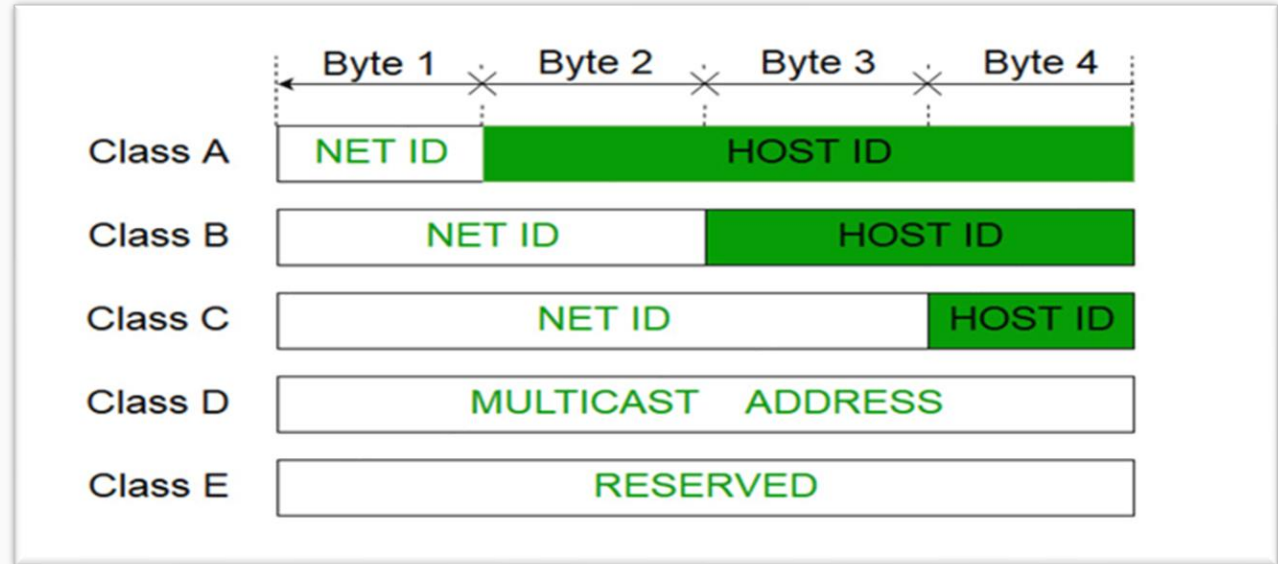 Byte 1 Byte 2 Byte 3 Byte 4
Class A NET ID HOST ID
Class B NET ID HOST ID
Class C NET ID HOST ID
Class D MULTICAST ADDRESS
Class E RESERVED